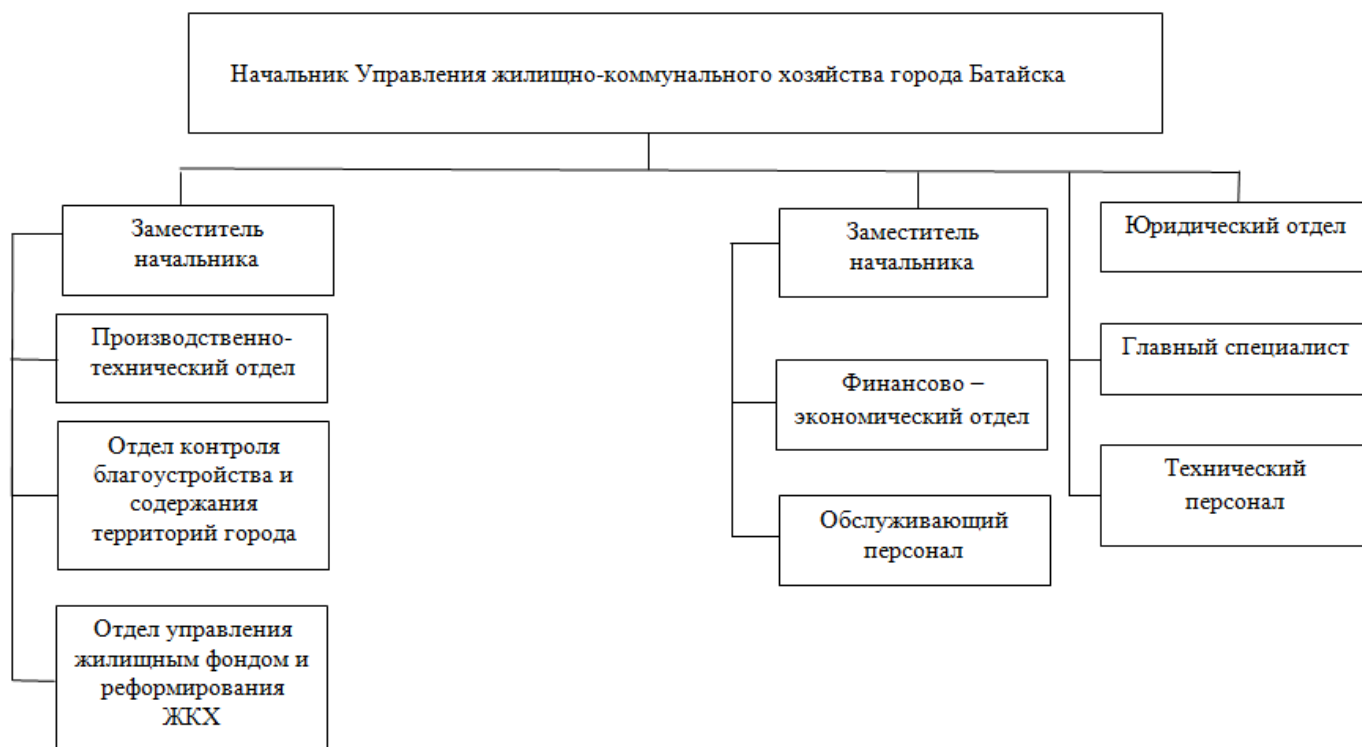 Начальник Управления жилищно-коммунального хозяйства города Батайска
Заместитель
начальника
Производственно-
технический отдел
Отдел контроля
благоустройства и
содержания
территорий города
Отдел управления
жилищным фондом и
реформирования
ЖКХ
Заместитель
начальника
Финансово –
экономический отдел
Обслуживающий
персонал
Юридический отдел
Главный специалист
Технический
персонал